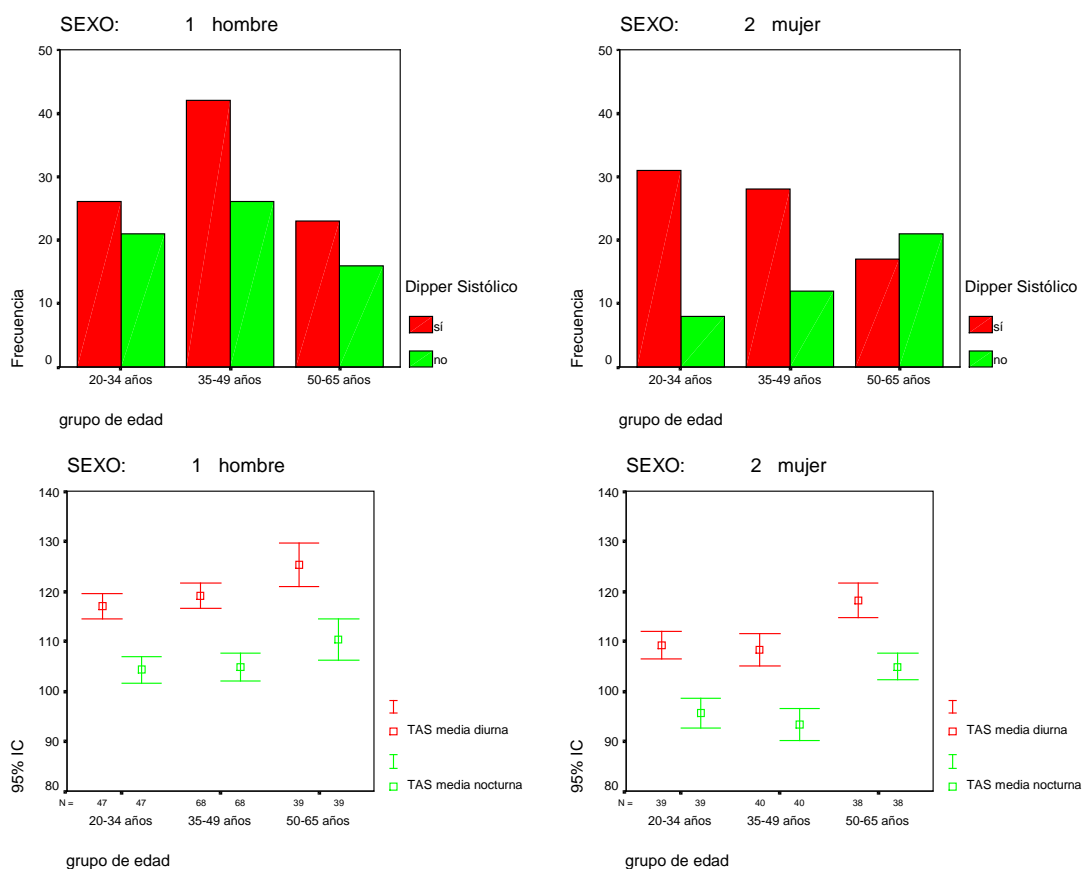 SEXO: 1 hombre
50
40
30
20
10
0
Frecuencia
20-34 años 35-49 años 50-65 años
grupo de edad
Dipper Sistólico
sí
no
SEXO: 2 mujer
50
40
30
20
10
0
Frecuencia
20-34 años 35-49 años 50-65 años
grupo de edad
Dipper Sistólico
sí
no
SEXO: 1 hombre
140
130
120
110
100
90
80
95% IC
N = 47 47 68 68 39 39
20-34 años 35-49 años 50-65 años
grupo de edad
TAS media diurna
TAS media nocturna
SEXO: 2 mujer
140
130
120
110
100
90
80
95% IC
N = 39 39 40 40 38 38
20-34 años 35-49 años 50-65 años
grupo de edad
TAS media diurna
TAS media nocturna